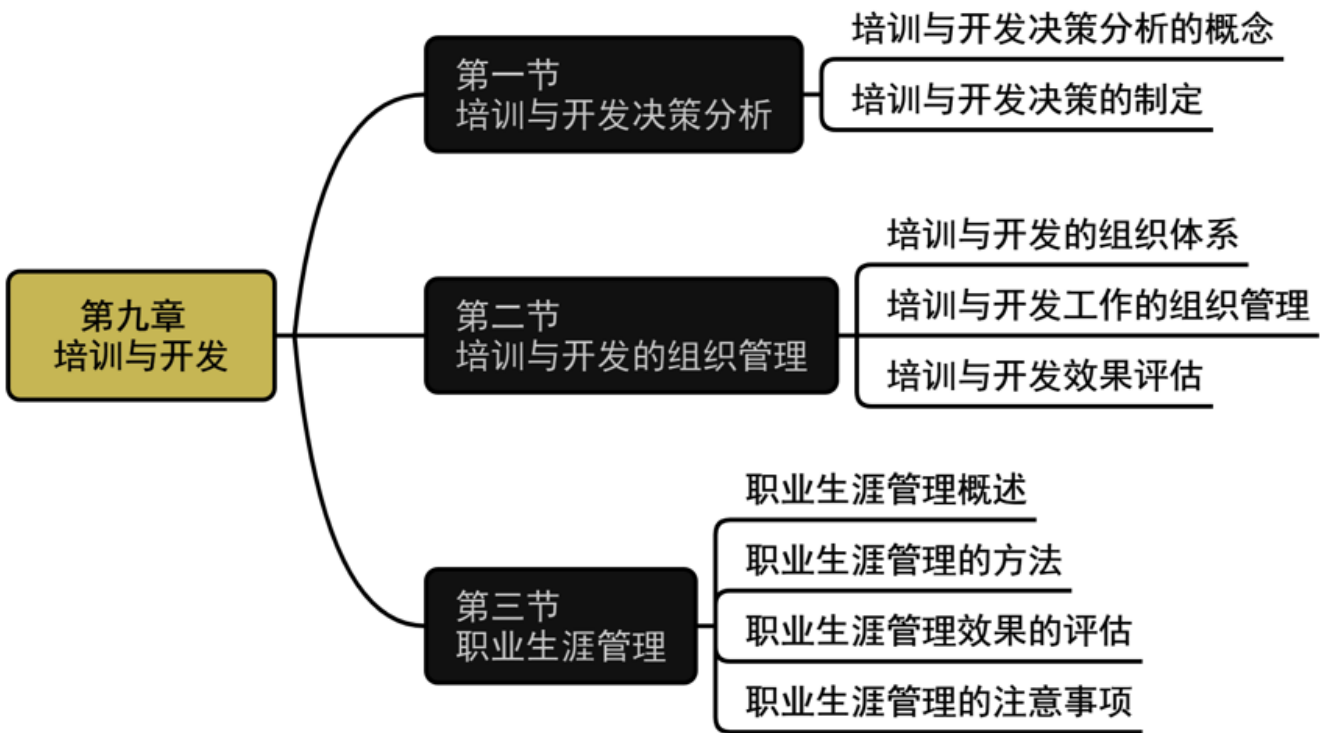 第九章
培训与开发
第一节
培训与开发决策分析
培训与开发决策分析的概念
培训与开发决策的制定
第二节
培训与开发的组织管理
培训与开发的组织体系
培训与开发工作的组织管理
培训与开发效果评估
第三节
职业生涯管理
职业生涯管理概述
职业生涯管理的方法
职业生涯管理效果的评估
职业生涯管理的注意事项